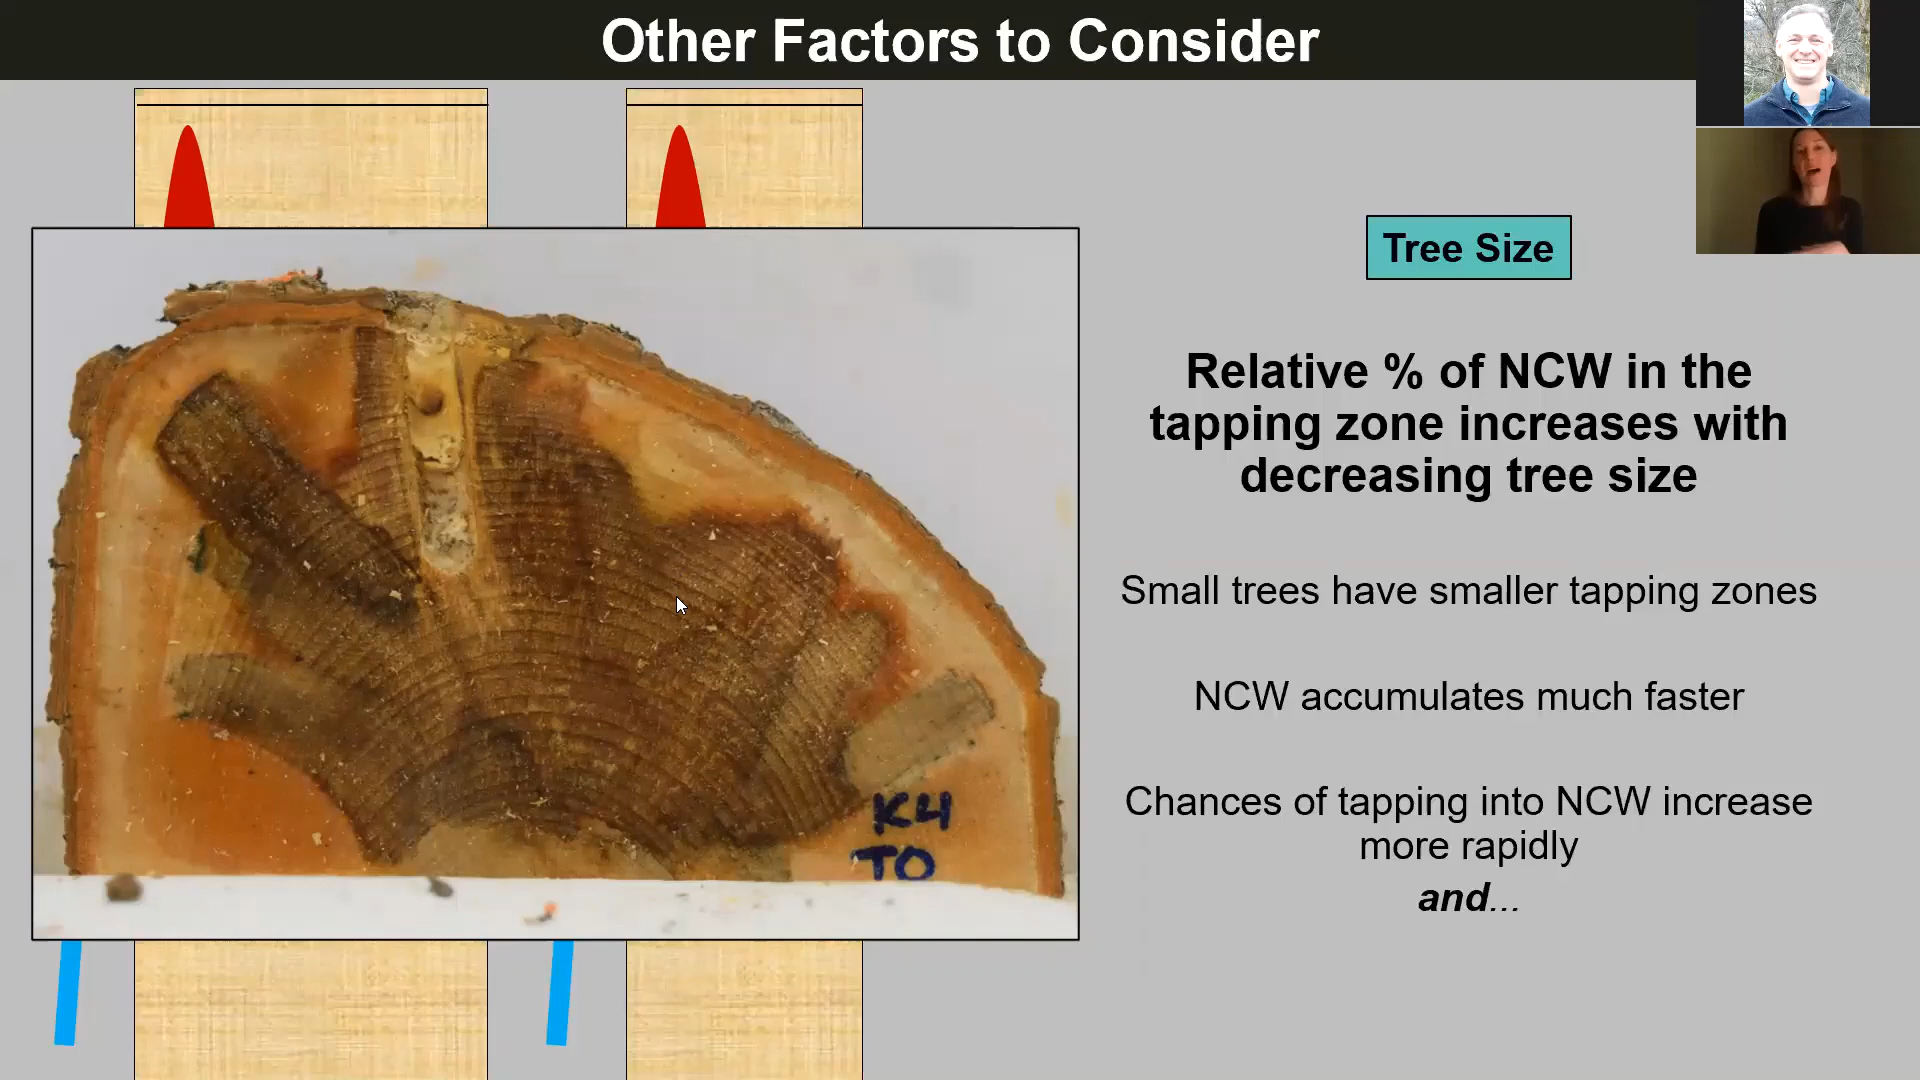 Other Factors to Consider
Tree Size
Relative % of NCW in the
tapping zone increases with
decreasing tree size
Small trees have smaller tapping zones
NCW accumulates much faster
Chances of tapping into NCW increase
more rapidly
and...
K4
TO